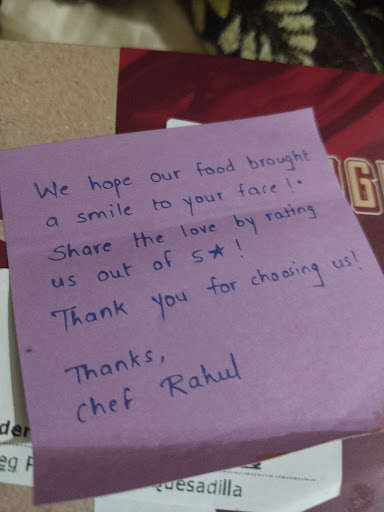 We hope our food brought
a smile to your face!
Share the love by rating
us out of 5★!
Thank you for choosing us!
Thanks,
Chef Rahul